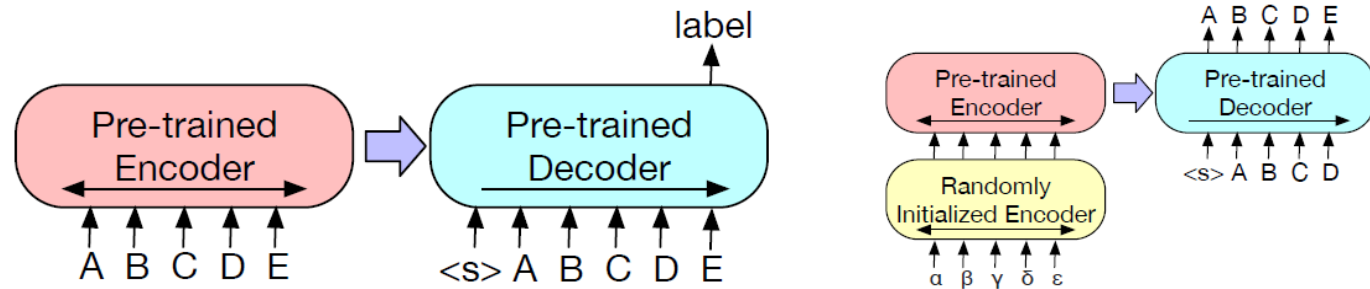 label
Pre-trained
Encoder
Pre-trained
Decoder
A B C D E
<s> A B C D E
A B C D E
Pre-trained
Encoder
Pre-trained
Decoder
<s> A B C D
Randomly
Initialized Encoder
α β γ δ ε